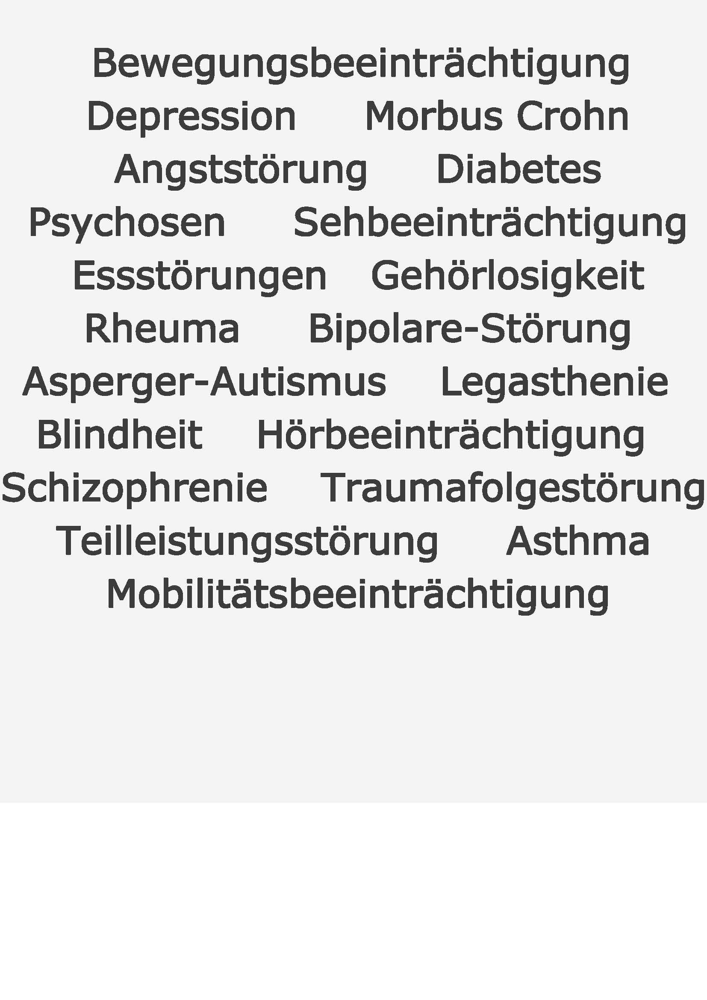 Bewegungsbeeinträchtigung
Depression Morbus Crohn
Angststörung Diabetes
Psychosen Sehbeeinträchtigung
Essstörungen Gehörlosigkeit
Rheuma Bipolare-Störung
Asperger-Autismus Legasthenie
Blindheit Hörbeeinträchtigung
Schizophrenie Traumafolgestörung
Teilleistungsstörung Asthma
Mobilitätsbeeinträchtigung